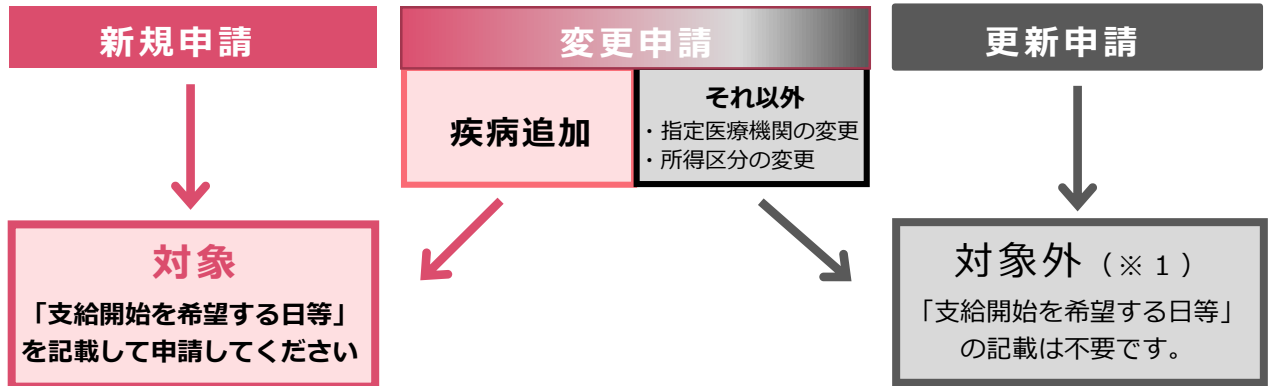 新規申請
変更申請
更新申請
疾病追加
それ以外
・指定医療機関の変更
・所得区分の変更
対象
「支給開始を希望する日等」
を記載して申請してください
対象外（※１）
「支給開始を希望する日等」
の記載は不要です。